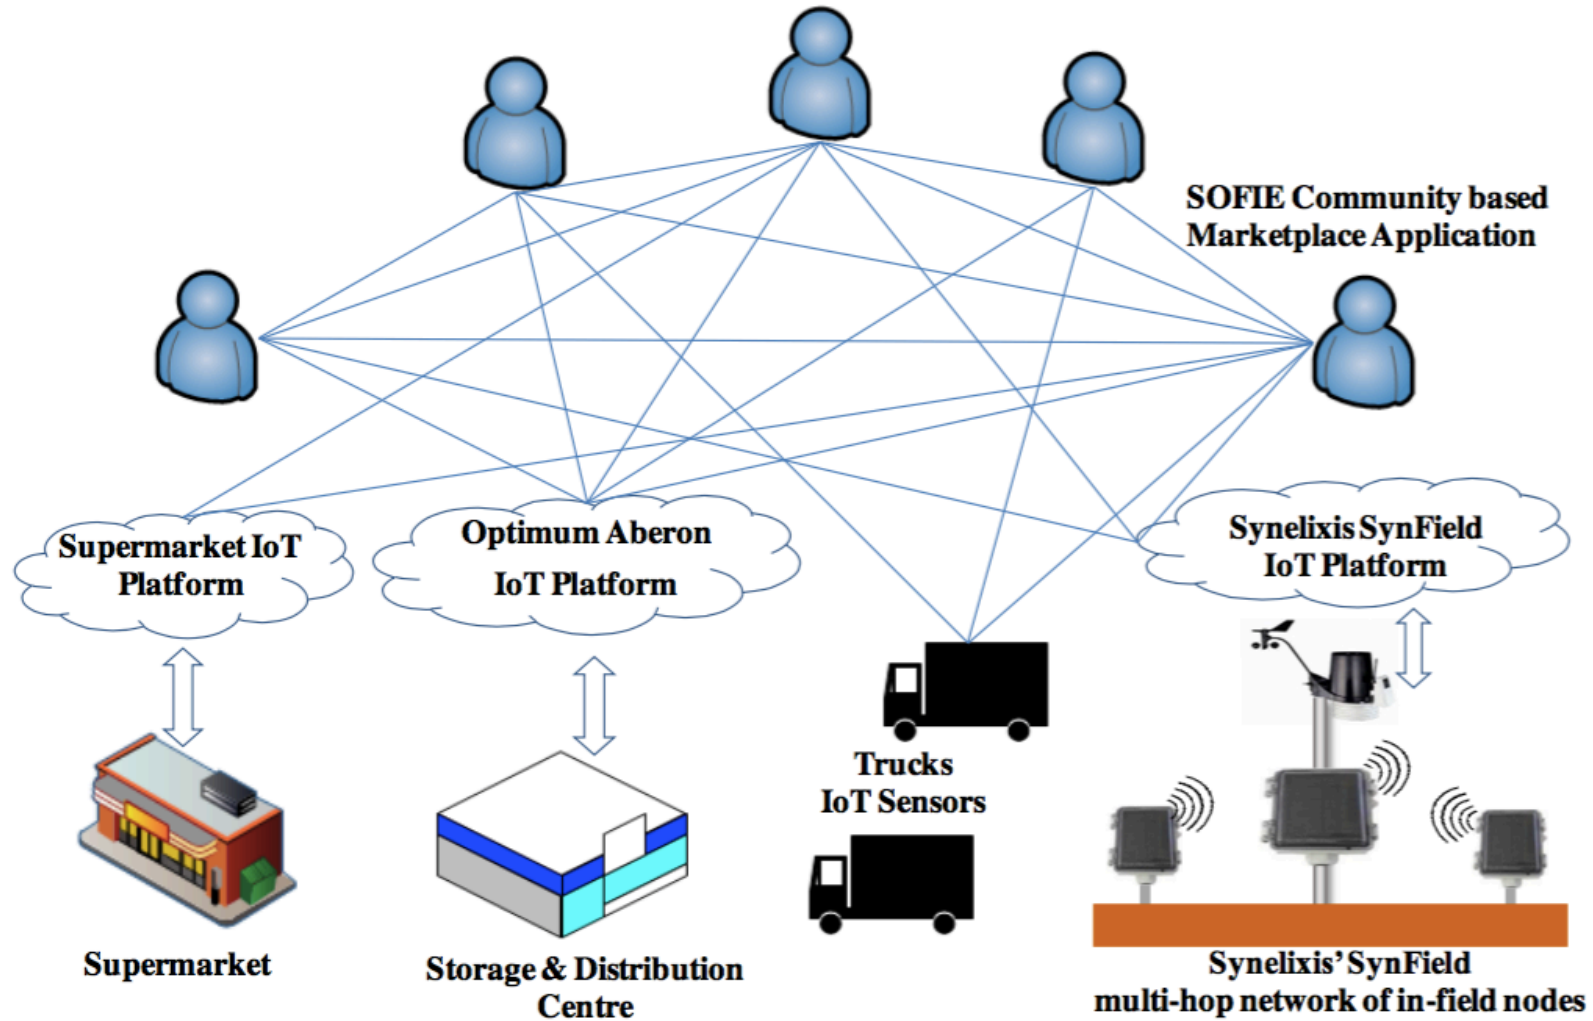 SOFIE Community based
Marketplace Application
Supermarket IoT
Platform
Optimum Aberon
IoT Platform
Synelixis SynField
IoT Platform
Trucks
IoT Sensors
Supermarket
Storage & Distribution
Centre
Synelixis’ SynField
multi-hop network of in-field nodes